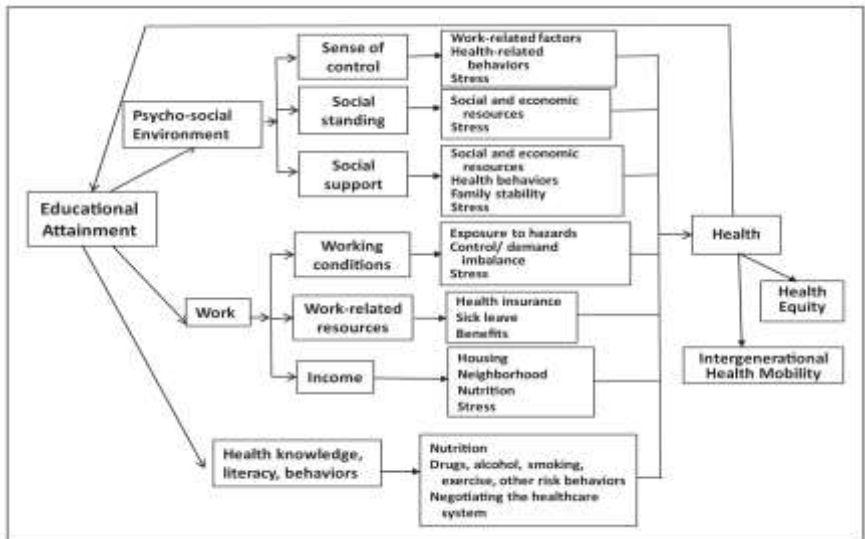 Sense of
control
Work-related factors
Health-related
behaviors
Stress
Psycho-social
Environment
Social
standing
Social and economic
resources
Stress
Social
support
Social and economic
resources
Health behaviors
Family stability
Stress
Educational
Attainment
Working
conditions
Exposure to hazards
Control/ demand
imbalance
Stress
Health
Work
Work-related
resources
Health insurance
Sick leave
Benefits
Health
Equity
Income
Housing
Neighborhood
Nutrition
Stress
Intergenerational
Health Mobility
Health knowledge,
literacy, behaviors
Nutrition
Drugs, alcohol, smoking,
exercise, other risk behaviors
Negotiating the healthcare
system